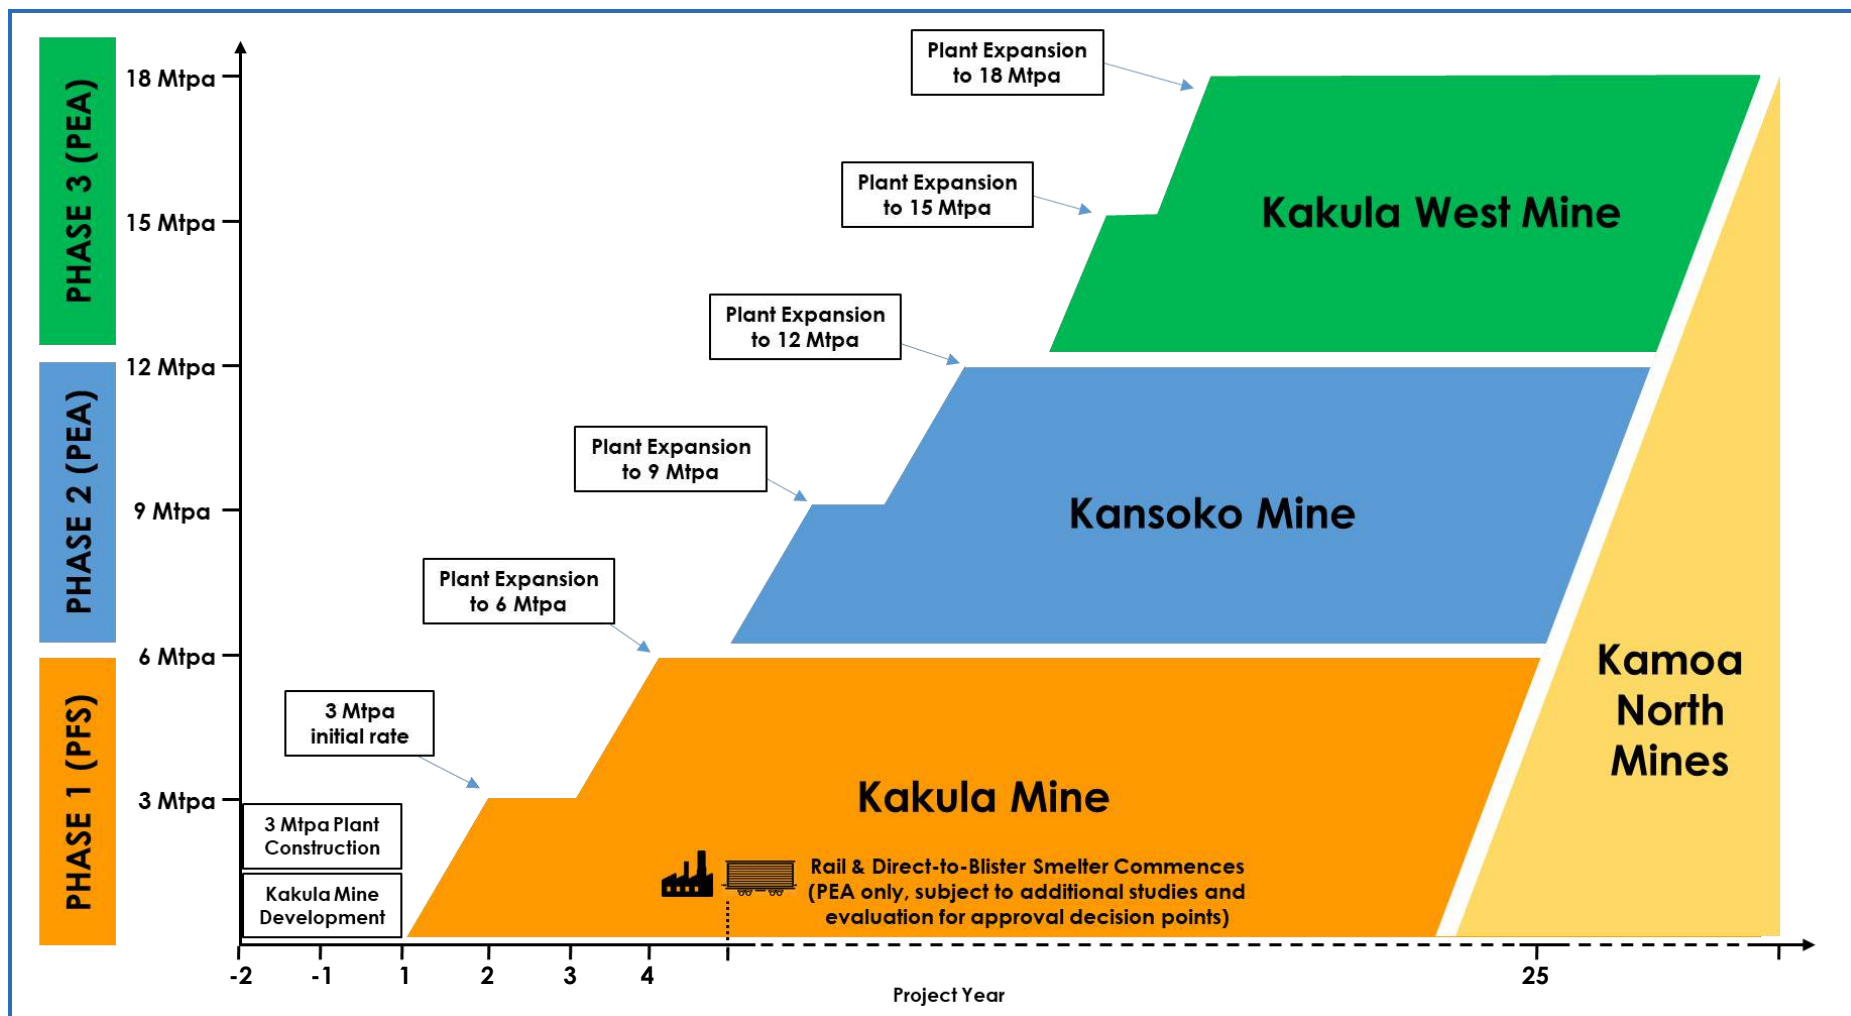 PHASE 3 (PEA)
PHASE 2 (PEA)
PHASE 1 (PFS)
18 Mtpa
15 Mtpa
12 Mtpa
9 Mtpa
6 Mtpa
3 Mtpa
Plant Expansion
to 18 Mtpa
Plant Expansion
to 15 Mtpa
Plant Expansion
to 12 Mtpa
Plant Expansion
to 9 Mtpa
Plant Expansion
to 6 Mtpa
3 Mtpa
initial rate
3 Mtpa Plant
Construction
Kakula Mine
Development
Kakula West Mine
Kansoko Mine
Kakula Mine
Kamoa
North
Mines
Rail & Direct-to-Blister Smelter Commences
(PEA only, subject to additional studies and
evaluation for approval decision points)
-2
-1
1
2
3
4
25
Project Year